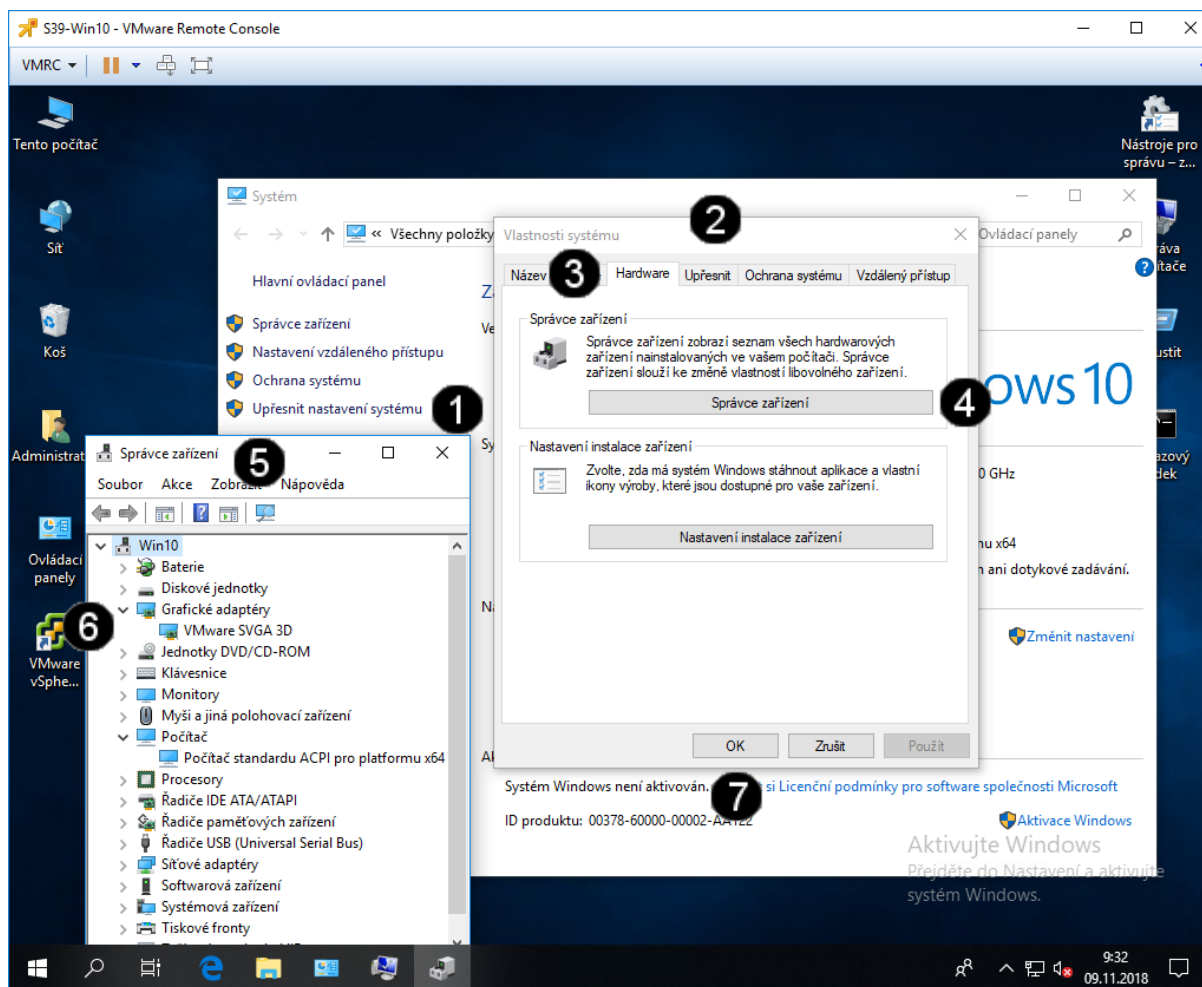 S39-Win10 - VMware Remote Console
VMRC
Tento počítač
Síť
Koš
Ovládací
panely
VMware
vSphe...
Nástroje pro
správu – z...
Systém
« Všechny položky
Ovládací panely
Hlavní ovládací panel
Správce zařízení
Nastavení vzdáleného přístupu
Ochrana systému
Upřesnit nastavení systému
1
Vlastnosti systému
2
Název
3
Hardware
Upřesnit
Ochrana systému
Vzdálený přístup
Správce zařízení
Správce zařízení zobrazí seznam všech hardwarových
zařízení nainstalovaných ve vašem počítači. Správce
zařízení slouží ke změně vlastností libovolného zařízení.
Správce zařízení
4
Nastavení instalace zařízení
Zvolte, zda má systém Windows stáhnout aplikace a vlastní
ikony výroby, které jsou dostupné pro vaše zařízení.
Nastavení instalace zařízení
OK
Zrušit
Použít
7
ows 10
0 GHz
mu x64
n ani dotykové zadávání.
Změnit nastavení
Systém Windows není aktivován.
si Licenční podmínky pro software společnosti Microsoft
ID produktu: 00378-60000-00002-AA122
Aktivace Windows
Aktivujte Windows
Přejděte do Nastavení a aktivujte
systém Windows.
Administrat
Správce zařízení
5
Soubor
Akce
Zobrazit
Nápověda
Win10
Baterie
Diskové jednotky
Grafické adaptéry
6
VMware SVGA 3D
Jednotky DVD/CD-ROM
Klávesnice
Monitory
Myši a jiná polohovací zařízení
Počítač
Počítač standardu ACPI pro platformu x64
Procesory
Řadiče IDE ATA/ATAPI
Řadiče paměťových zařízení
Řadiče USB (Universal Serial Bus)
Síťové adaptéry
Softwarová zařízení
Systémová zařízení
Tiskové fronty
9:32
09.11.2018